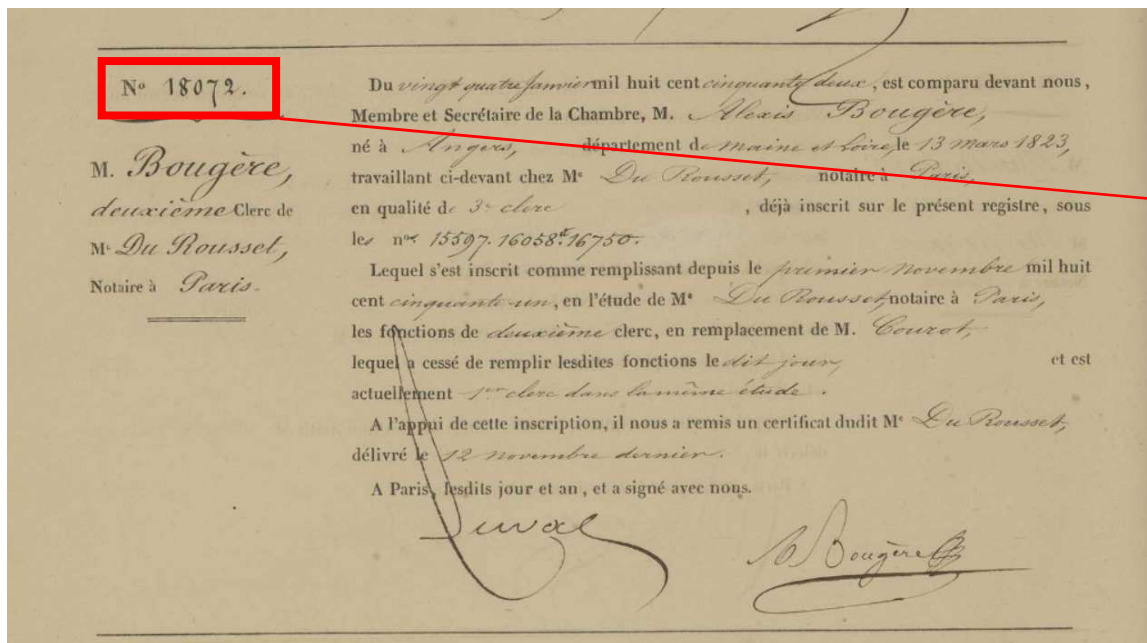 Nº 18072.
M. Bougère,
deuxième Clerc de
Me Du Rousset,
Notaire à Paris.
Du vingt quatre Janvier mil huit cent cinquante deux, est comparu devant nous,
Membre et Secrétaire de la Chambre, M. Alexis Bougère,
né à Angers, département de maine et Loire, le 13 mars 1823,
travaillant ci-devant chez Me Du Rousset, notaire à Paris,
en qualité de 3e clerc, déjà inscrit sur le présent registre, sous
les nos 15597. 16058 et 16750.
Lequel s'est inscrit comme remplissant depuis le premier novembre mil huit
cent cinquante-un, en l'étude de Me Du Rousset, notaire à Paris,
les fonctions de deuxième clerc, en remplacement de M. Courot,
lequel a cessé de remplir lesdites fonctions le dit jour, et est
actuellement 1er clerc dans la même étude.
A l'appui de cette inscription, il nous a remis un certificat dudit Me Du Rousset,
délivré le 12 novembre dernier.
A Paris, lesdits jour et an, et a signé avec nous.
Duval
A Bougère